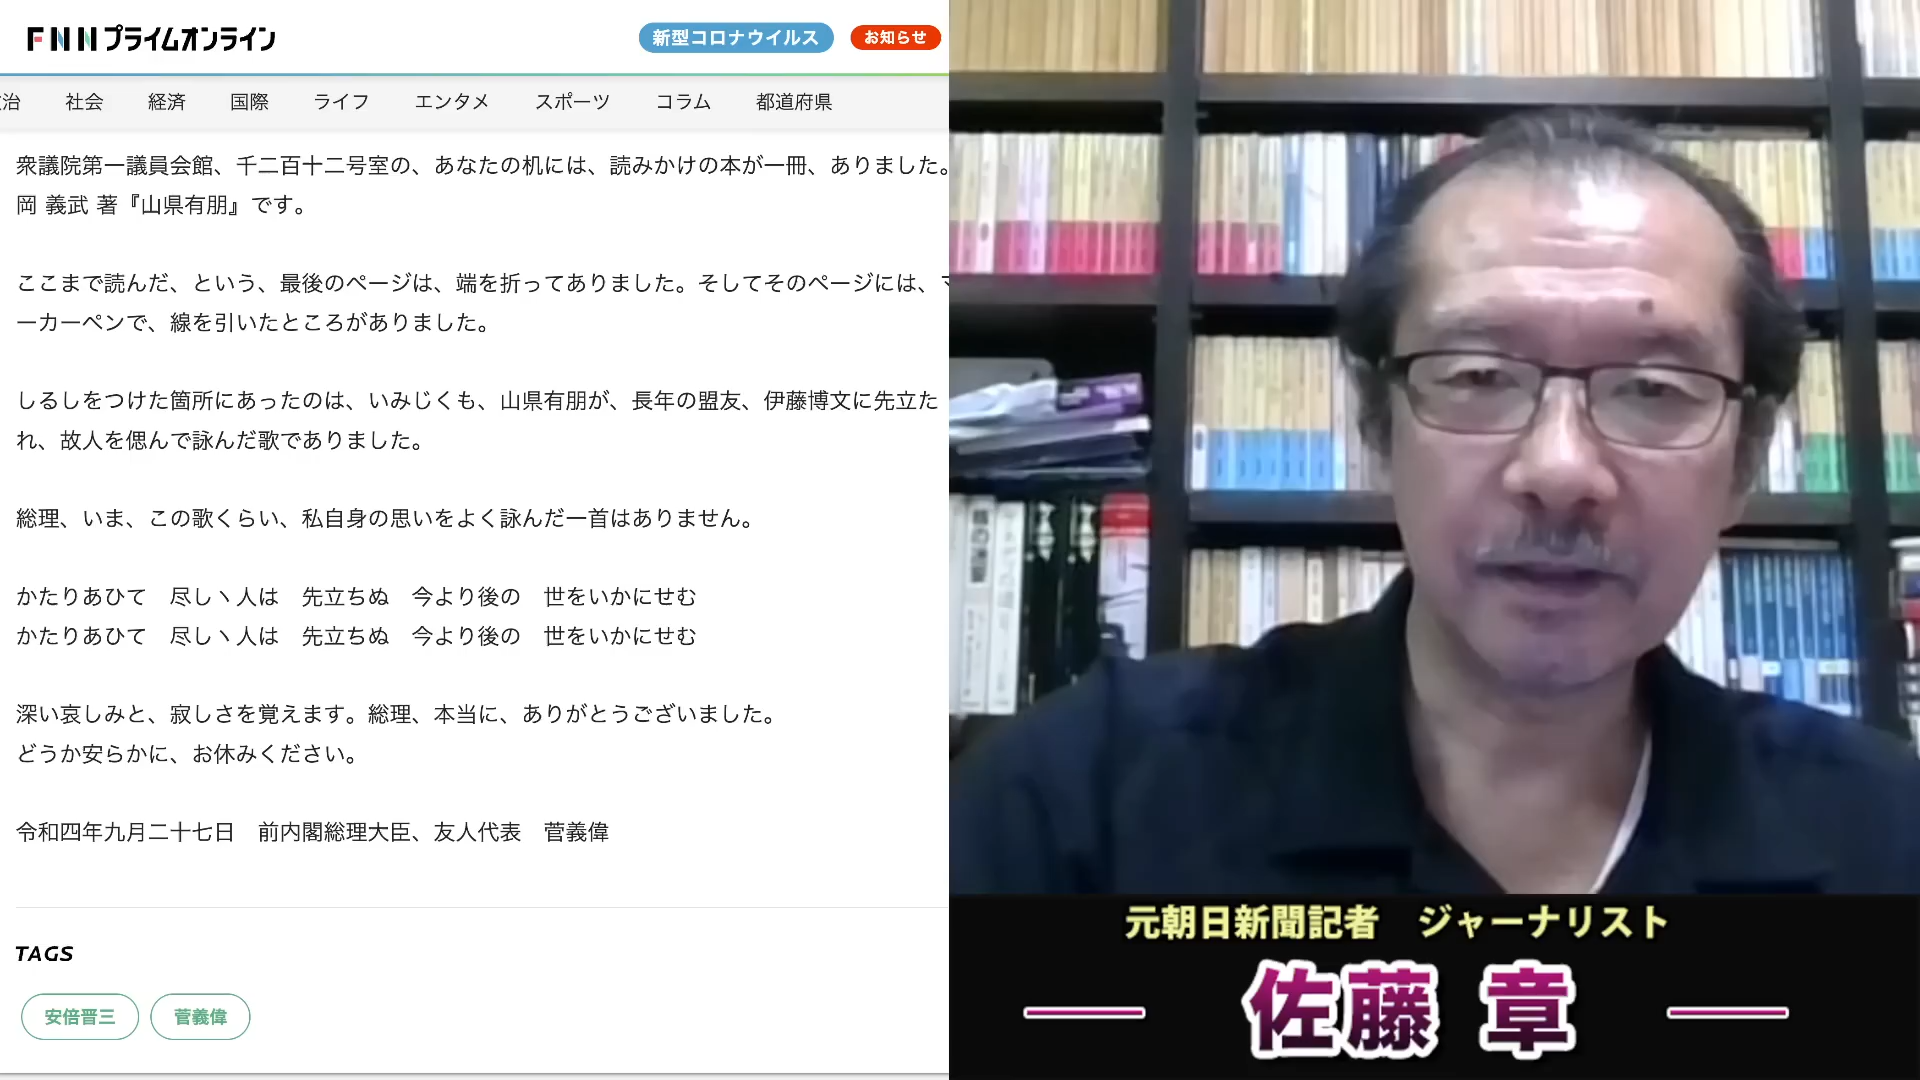 FNNプライムオンライン
新型コロナウイルス
お知らせ
治 社会 経済 国際 ライフ エンタメ スポーツ コラム 都道府県
衆議院第一議員会館、千二百十二号室の、あなたの机には、読みかけの本が一冊、ありました。
岡 義武 著『山県有朋』です。
ここまで読んだ、という、最後のページは、端を折ってありました。そしてそのページには、マ
ーカーペンで、線を引いたところがありました。
しるしをつけた箇所にあったのは、いみじくも、山県有朋が、長年の盟友、伊藤博文に先立た
れ、故人を偲んで詠んだ歌でありました。
総理、いま、この歌くらい、私自身の思いをよく詠んだ一首はありません。
かたりあひて 尽しヽ人は 先立ちぬ 今より後の 世をいかにせむ
かたりあひて 尽しヽ人は 先立ちぬ 今より後の 世をいかにせむ
深い哀しみと、寂しさを覚えます。総理、本当に、ありがとうございました。
どうか安らかに、お休みください。
令和四年九月二十七日 前内閣総理大臣、友人代表 菅義偉
TAGS
安倍晋三
菅義偉
元朝日新聞記者 ジャーナリスト
佐藤 章